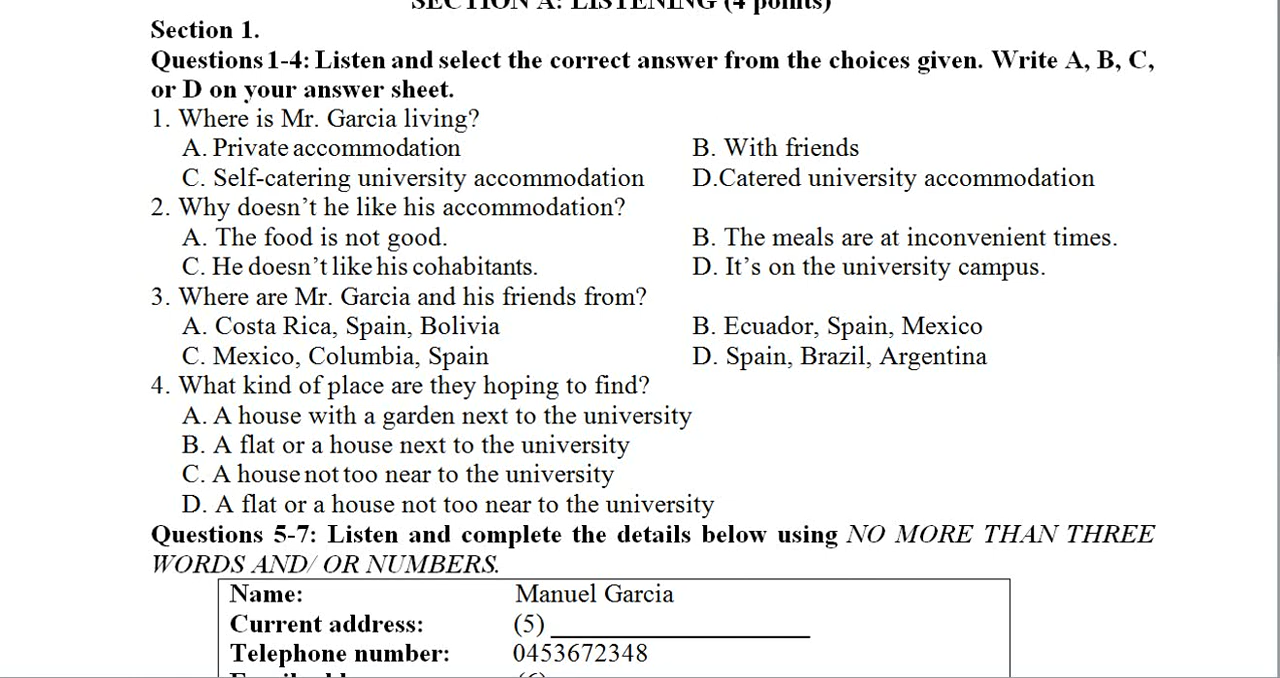 SECTION A: LISTENING (4 points)
Section 1.
Questions 1-4: Listen and select the correct answer from the choices given. Write A, B, C,
or D on your answer sheet.
1. Where is Mr. Garcia living?
A. Private accommodation B. With friends
C. Self-catering university accommodation D.Catered university accommodation
2. Why doesn’t he like his accommodation?
A. The food is not good. B. The meals are at inconvenient times.
C. He doesn’t like his cohabitants. D. It’s on the university campus.
3. Where are Mr. Garcia and his friends from?
A. Costa Rica, Spain, Bolivia B. Ecuador, Spain, Mexico
C. Mexico, Columbia, Spain D. Spain, Brazil, Argentina
4. What kind of place are they hoping to find?
A. A house with a garden next to the university
B. A flat or a house next to the university
C. A house not too near to the university
D. A flat or a house not too near to the university
Questions 5-7: Listen and complete the details below using NO MORE THAN THREE
WORDS AND/ OR NUMBERS.
Name: Manuel Garcia
Current address: (5) ____________________
Telephone number: 0453672348